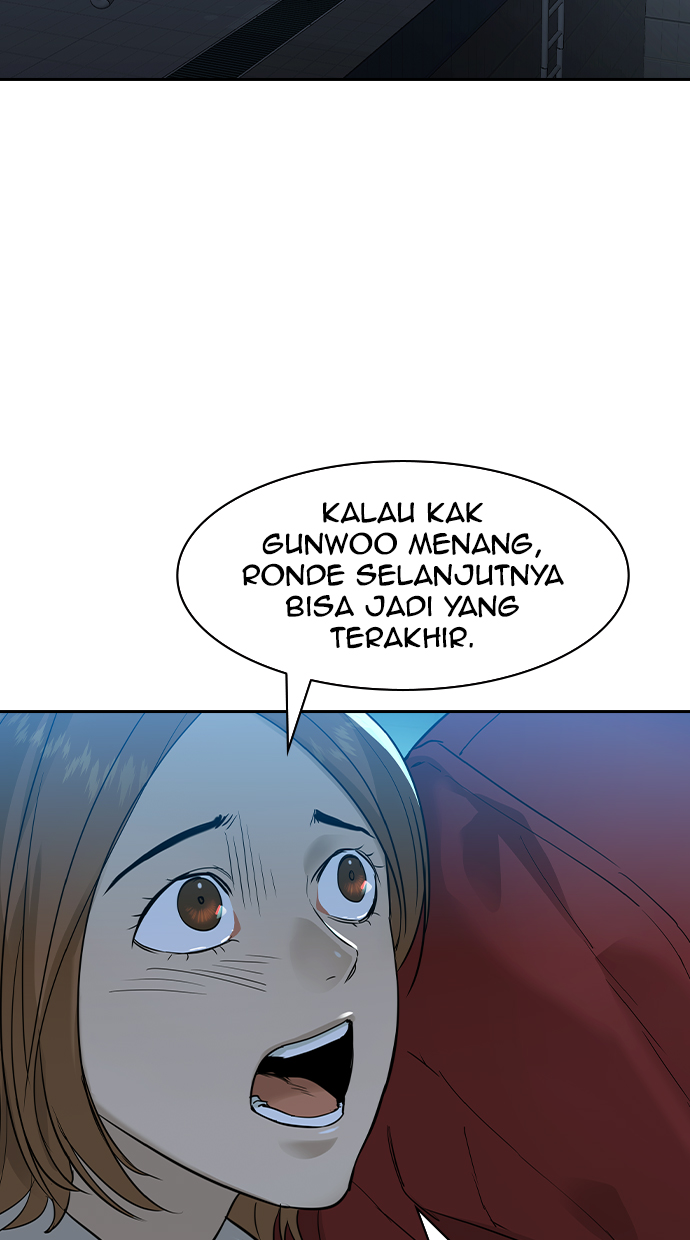 KALAU KAK
GUNWOO MENANG,
RONDE SELANJUTNYA
BISA JADI YANG
TERAKHIR.